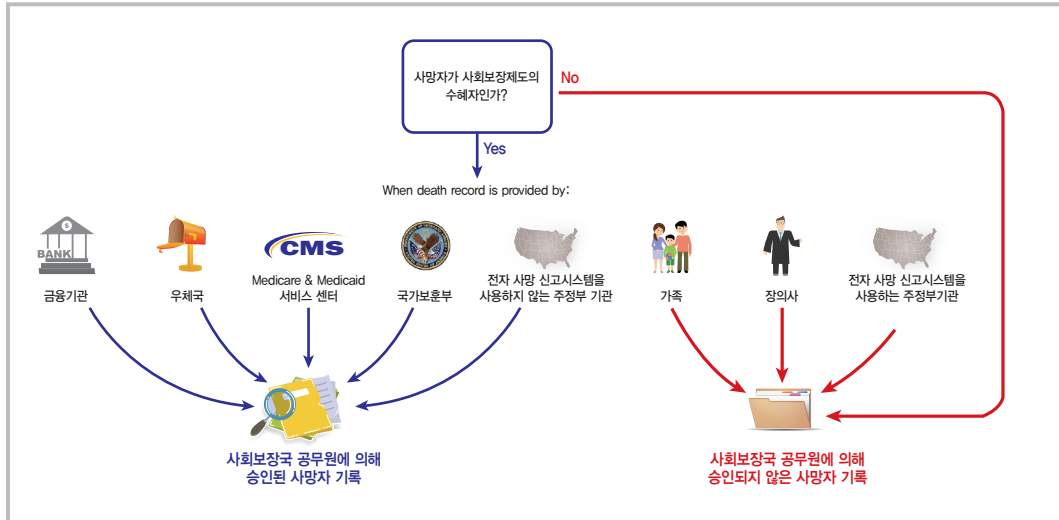 사망자가 사회보장제도의
수혜자인가?
No
Yes
When death record is provided by:
$
BANK
CMS
금융기관
우체국
Medicare & Medicaid
서비스 센터
국가보훈부
전자 사망 신고시스템을
사용하지 않는 주정부 기관
가족
장의사
전자 사망 신고시스템을
사용하는 주정부기관
사회보장국 공무원에 의해
승인된 사망자 기록
사회보장국 공무원에 의해
승인되지 않은 사망자 기록